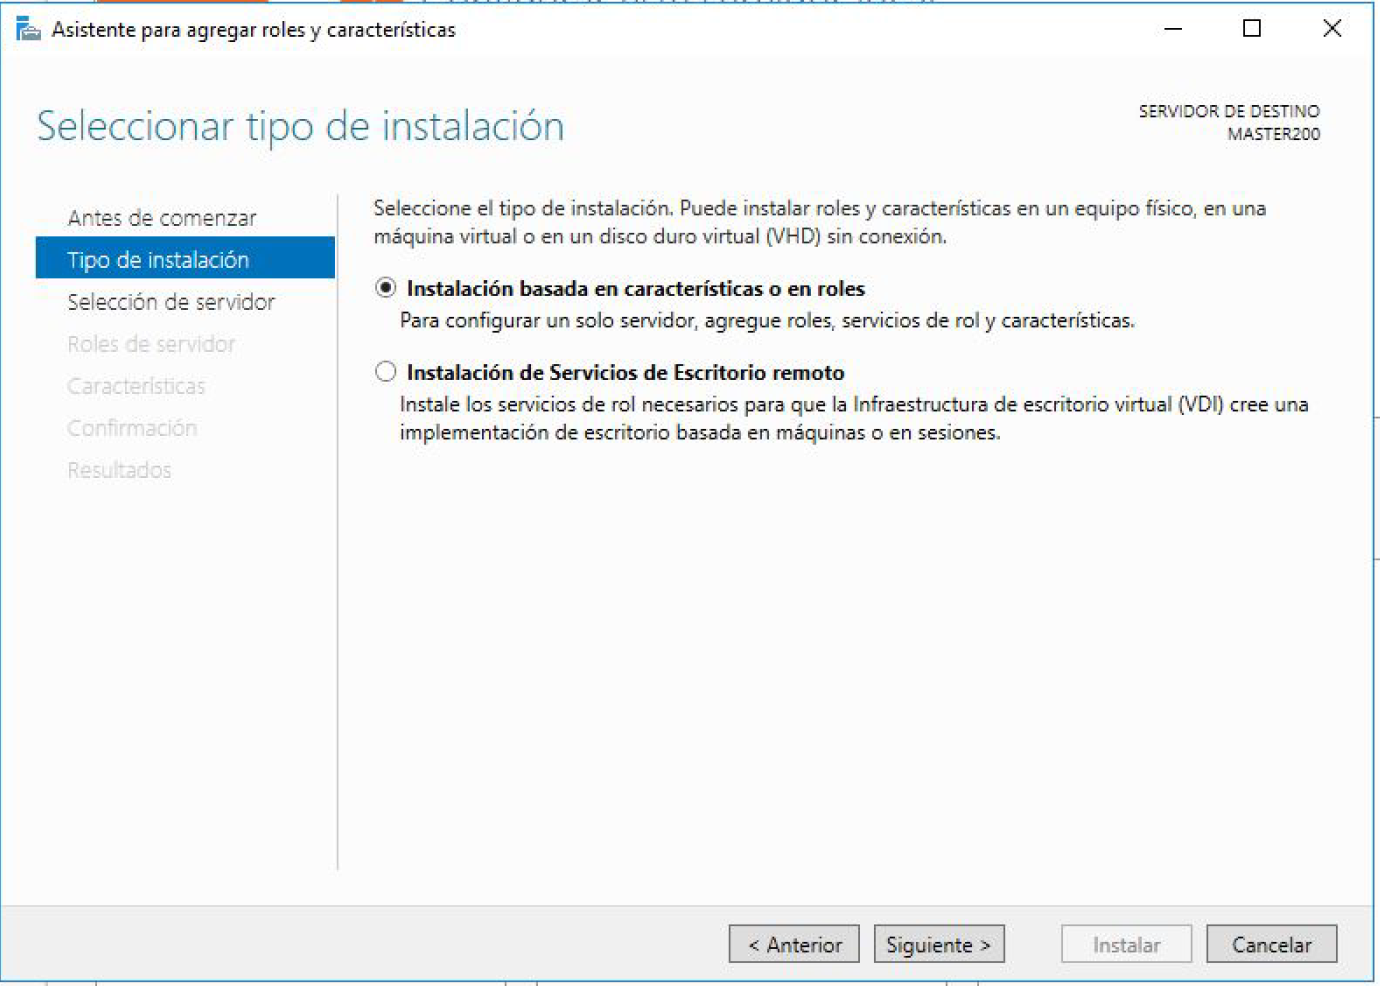 Asistente para agregar roles y características
Seleccionar tipo de instalación
SERVIDOR DE DESTINO
MASTER200
Antes de comenzar
Tipo de instalación
Selección de servidor
Roles de servidor
Características
Confirmación
Resultados
Seleccione el tipo de instalación. Puede instalar roles y características en un equipo físico, en una
máquina virtual o en un disco duro virtual (VHD) sin conexión.
Instalación basada en características o en roles
Para configurar un solo servidor, agregue roles, servicios de rol y características.
Instalación de Servicios de Escritorio remoto
Instale los servicios de rol necesarios para que la Infraestructura de escritorio virtual (VDI) cree una
implementación de escritorio basada en máquinas o en sesiones.
< Anterior
Siguiente >
Instalar
Cancelar